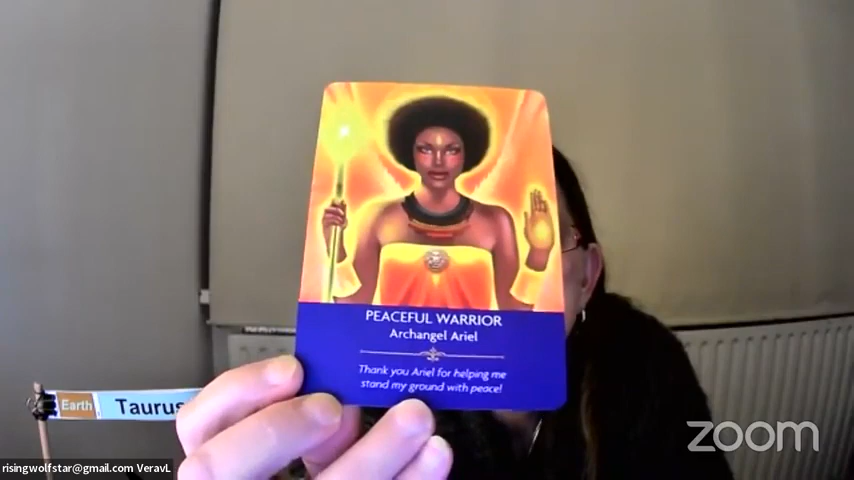 PEACEFUL WARRIOR
Archangel Ariel
Thank you Ariel for helping me
stand my ground with peace!
Earth Taurus
zoom
risingwolfstar@gmail.com VeravL